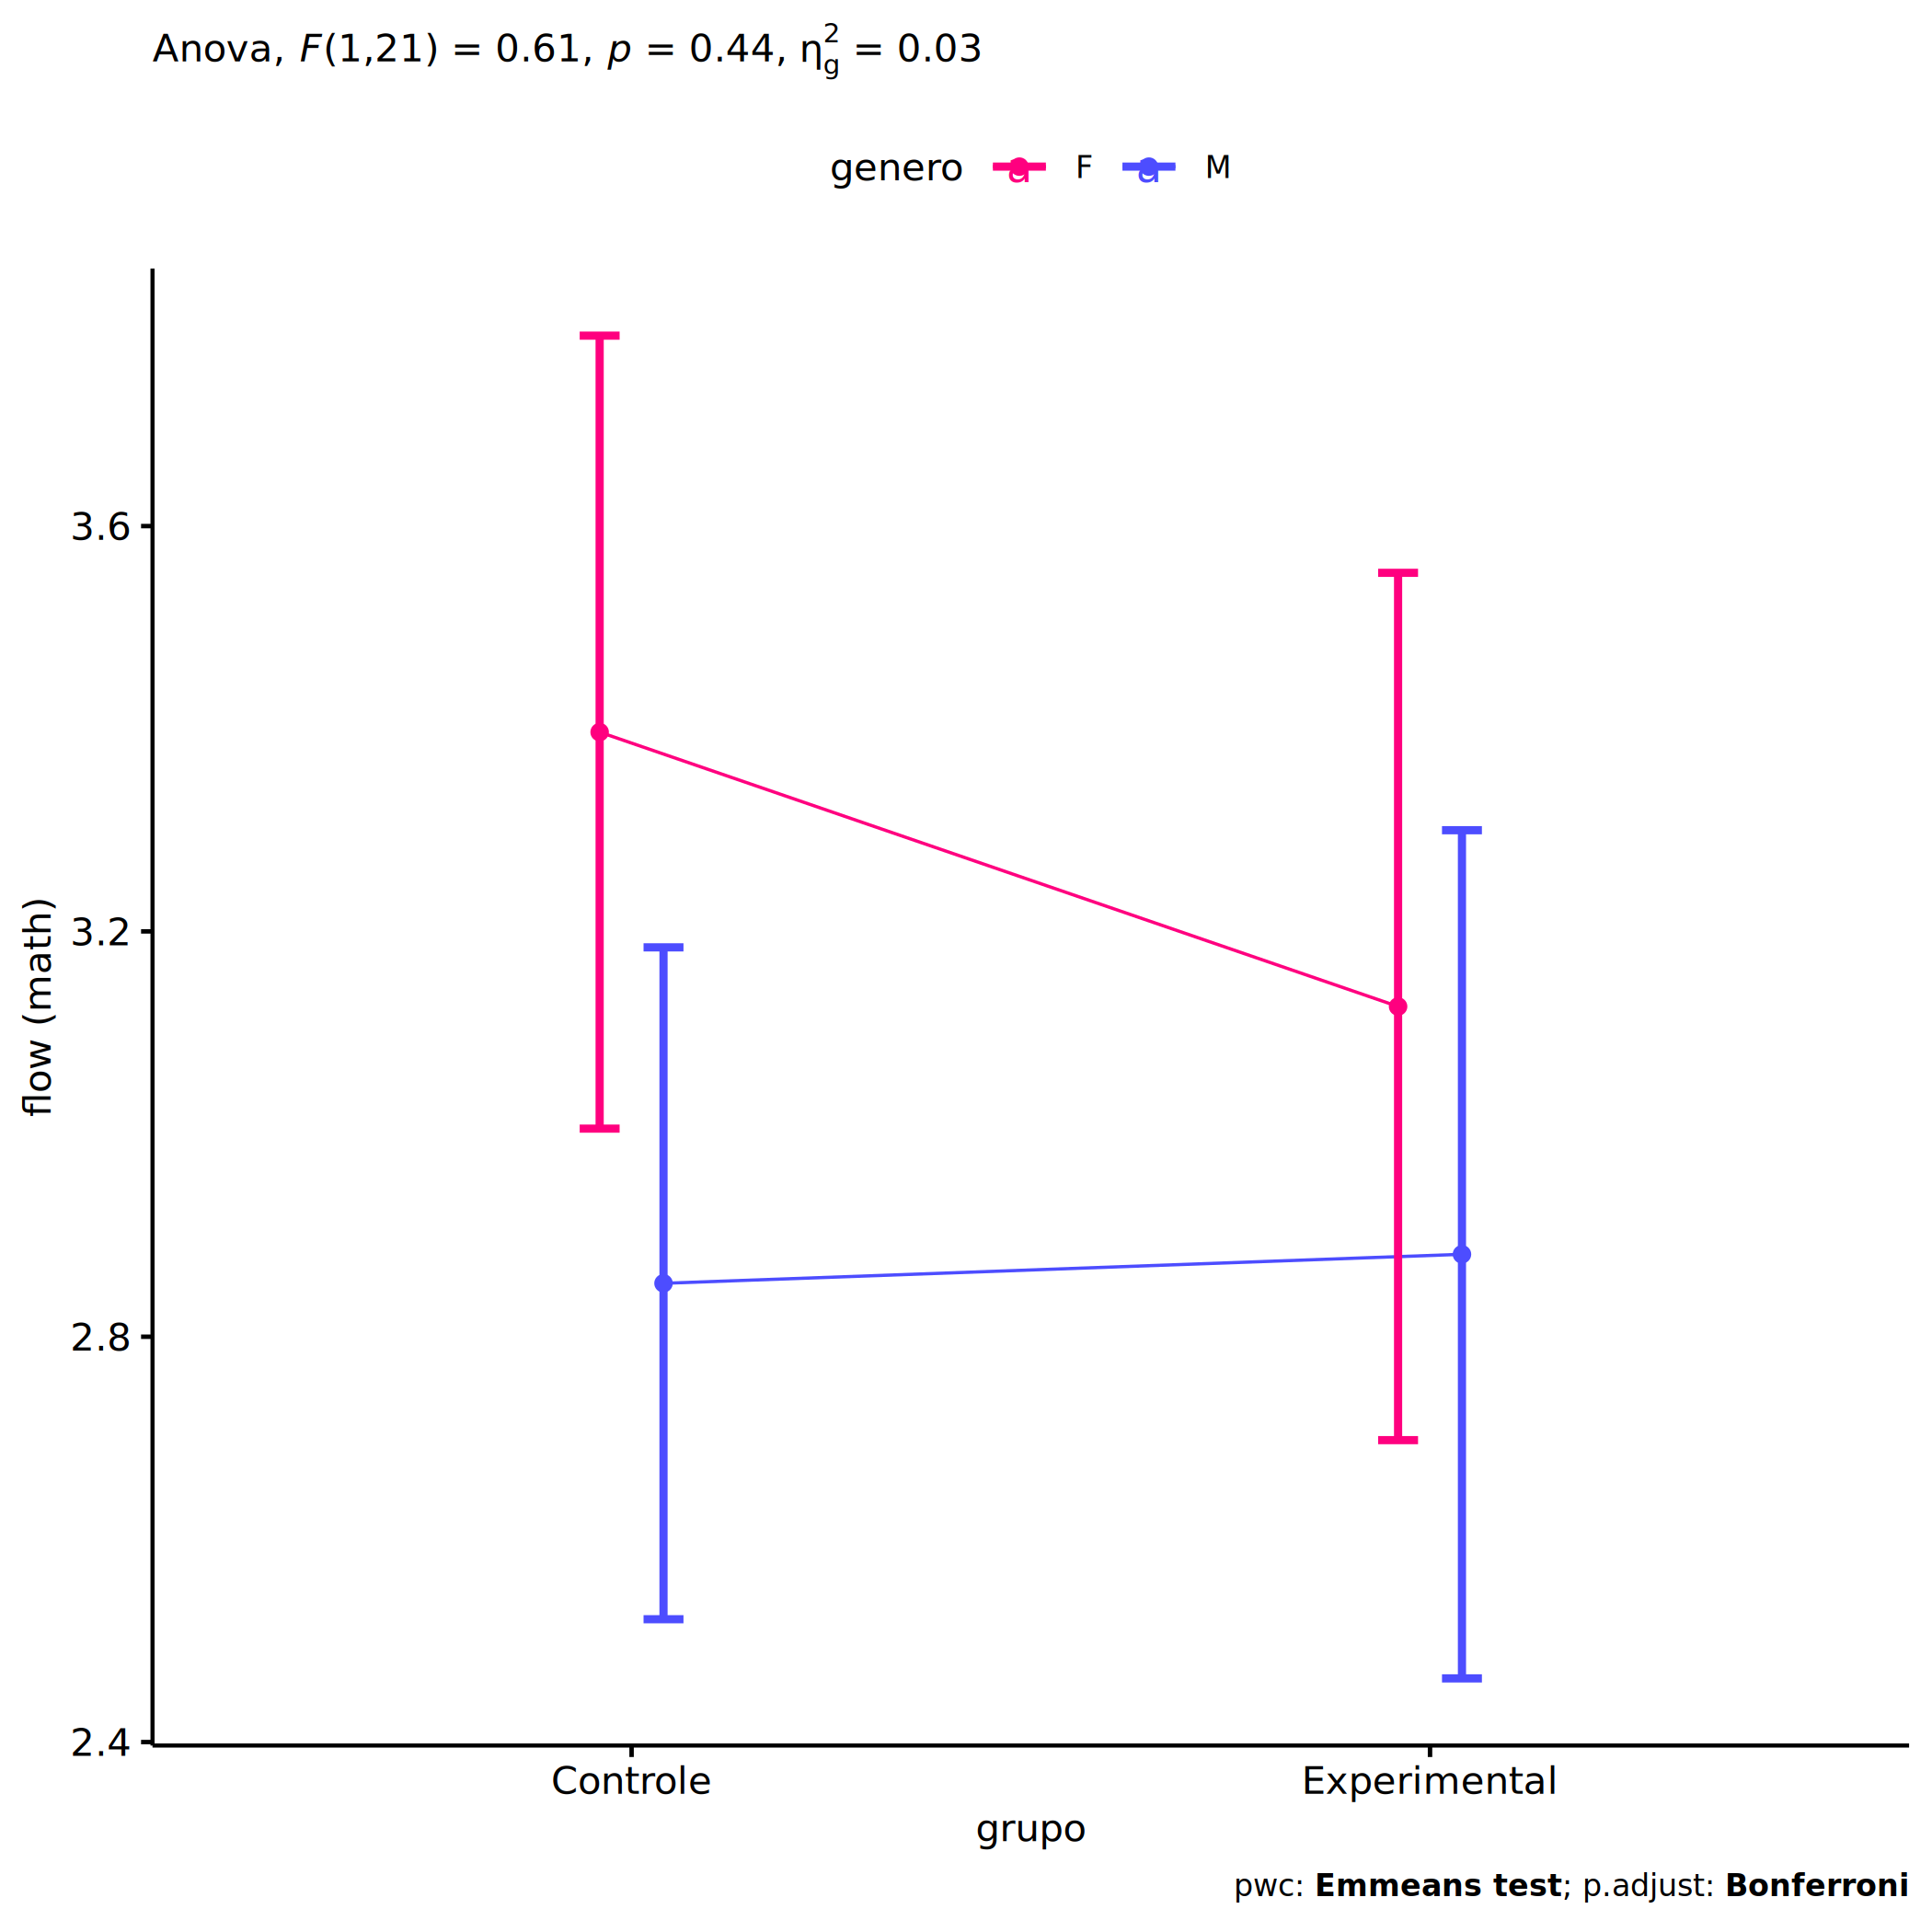 Anova, F(1,21) = 0.61, p = 0.44, η²g = 0.03
genero a F a M
3.6
3.2
2.8
2.4
flow (math)
Controle Experimental
grupo
pwc: Emmeans test; p.adjust: Bonferroni